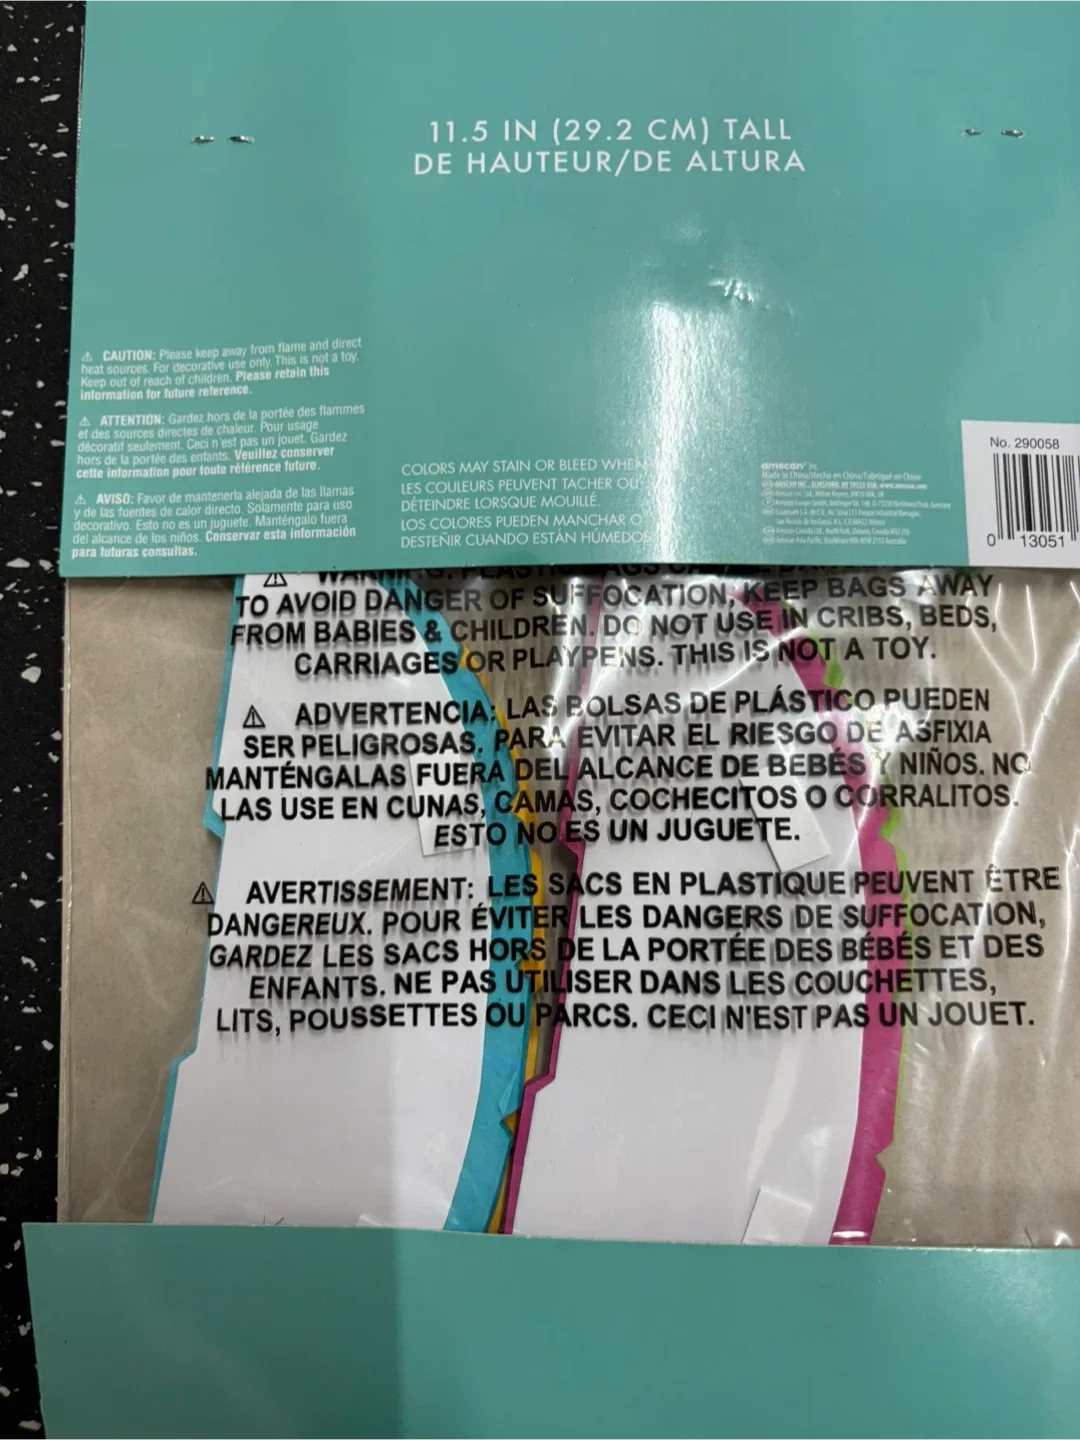 11.5 IN (29.2 CM) TALL
DE HAUTEUR/DE ALTURA
⚠ CAUTION: Please keep away from flame and direct
heat sources. For decorative use only. This is not a toy.
Keep out of reach of children. Please retain this
information for future reference.
⚠ ATTENTION: Gardez hors de la portée des flammes
et des sources directes de chaleur. Pour usage
décoratif seulement. Ceci n'est pas un jouet. Gardez
hors de la portée des enfants. Veuillez conserver
cette information pour toute référence future.
⚠ AVISO: Favor de mantenerla alejada de las llamas
y de las fuentes de calor directo. Solamente para uso
decorativo. Esto no es un juguete. Manténgalo fuera
del alcance de los niños. Conservar esta información
para futuras consultas.
COLORS MAY STAIN OR BLEED WHEN
LES COULEURS PEUVENT TACHER OU
DÉTEINDRE LORSQUE MOUILLÉ.
LOS COLORES PUEDEN MANCHAR O
DESTEÑIR CUANDO ESTÁN HÚMEDOS
amscan Inc.
Made in China/Hecho en China/Fabriqué en Chine
No. 290058
0 13051
TO AVOID DANGER OF SUFFOCATION, KEEP BAGS AWAY
FROM BABIES & CHILDREN. DO NOT USE IN CRIBS, BEDS,
CARRIAGES OR PLAYPENS. THIS IS NOT A TOY.
⚠ ADVERTENCIA: LAS BOLSAS DE PLÁSTICO PUEDEN
SER PELIGROSAS. PARA EVITAR EL RIESGO DE ASFIXIA
MANTÉNGALAS FUERA DEL ALCANCE DE BEBÉS Y NIÑOS. NO
LAS USE EN CUNAS, CAMAS, COCHECITOS O CORRALITOS.
ESTO NO ES UN JUGUETE.
⚠ AVERTISSEMENT: LES SACS EN PLASTIQUE PEUVENT ÊTRE
DANGEREUX. POUR ÉVITER LES DANGERS DE SUFFOCATION,
GARDEZ LES SACS HORS DE LA PORTÉE DES BÉBÉS ET DES
ENFANTS. NE PAS UTILISER DANS LES COUCHETTES,
LITS, POUSSETTES OU PARCS. CECI N'EST PAS UN JOUET.